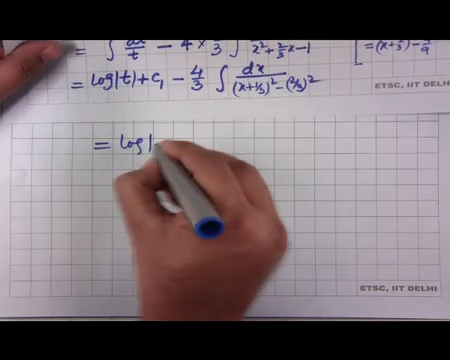 = ∫ dx/t − 4 × 1/3 ∫ dx/(x² + 2/3 x − 1)
= log|t| + c₁ − 4/3 ∫ dx/((x+1/3)² − (2/3)²)
ETSC, IIT DELHI
= log|
ETSC, IIT DELHI